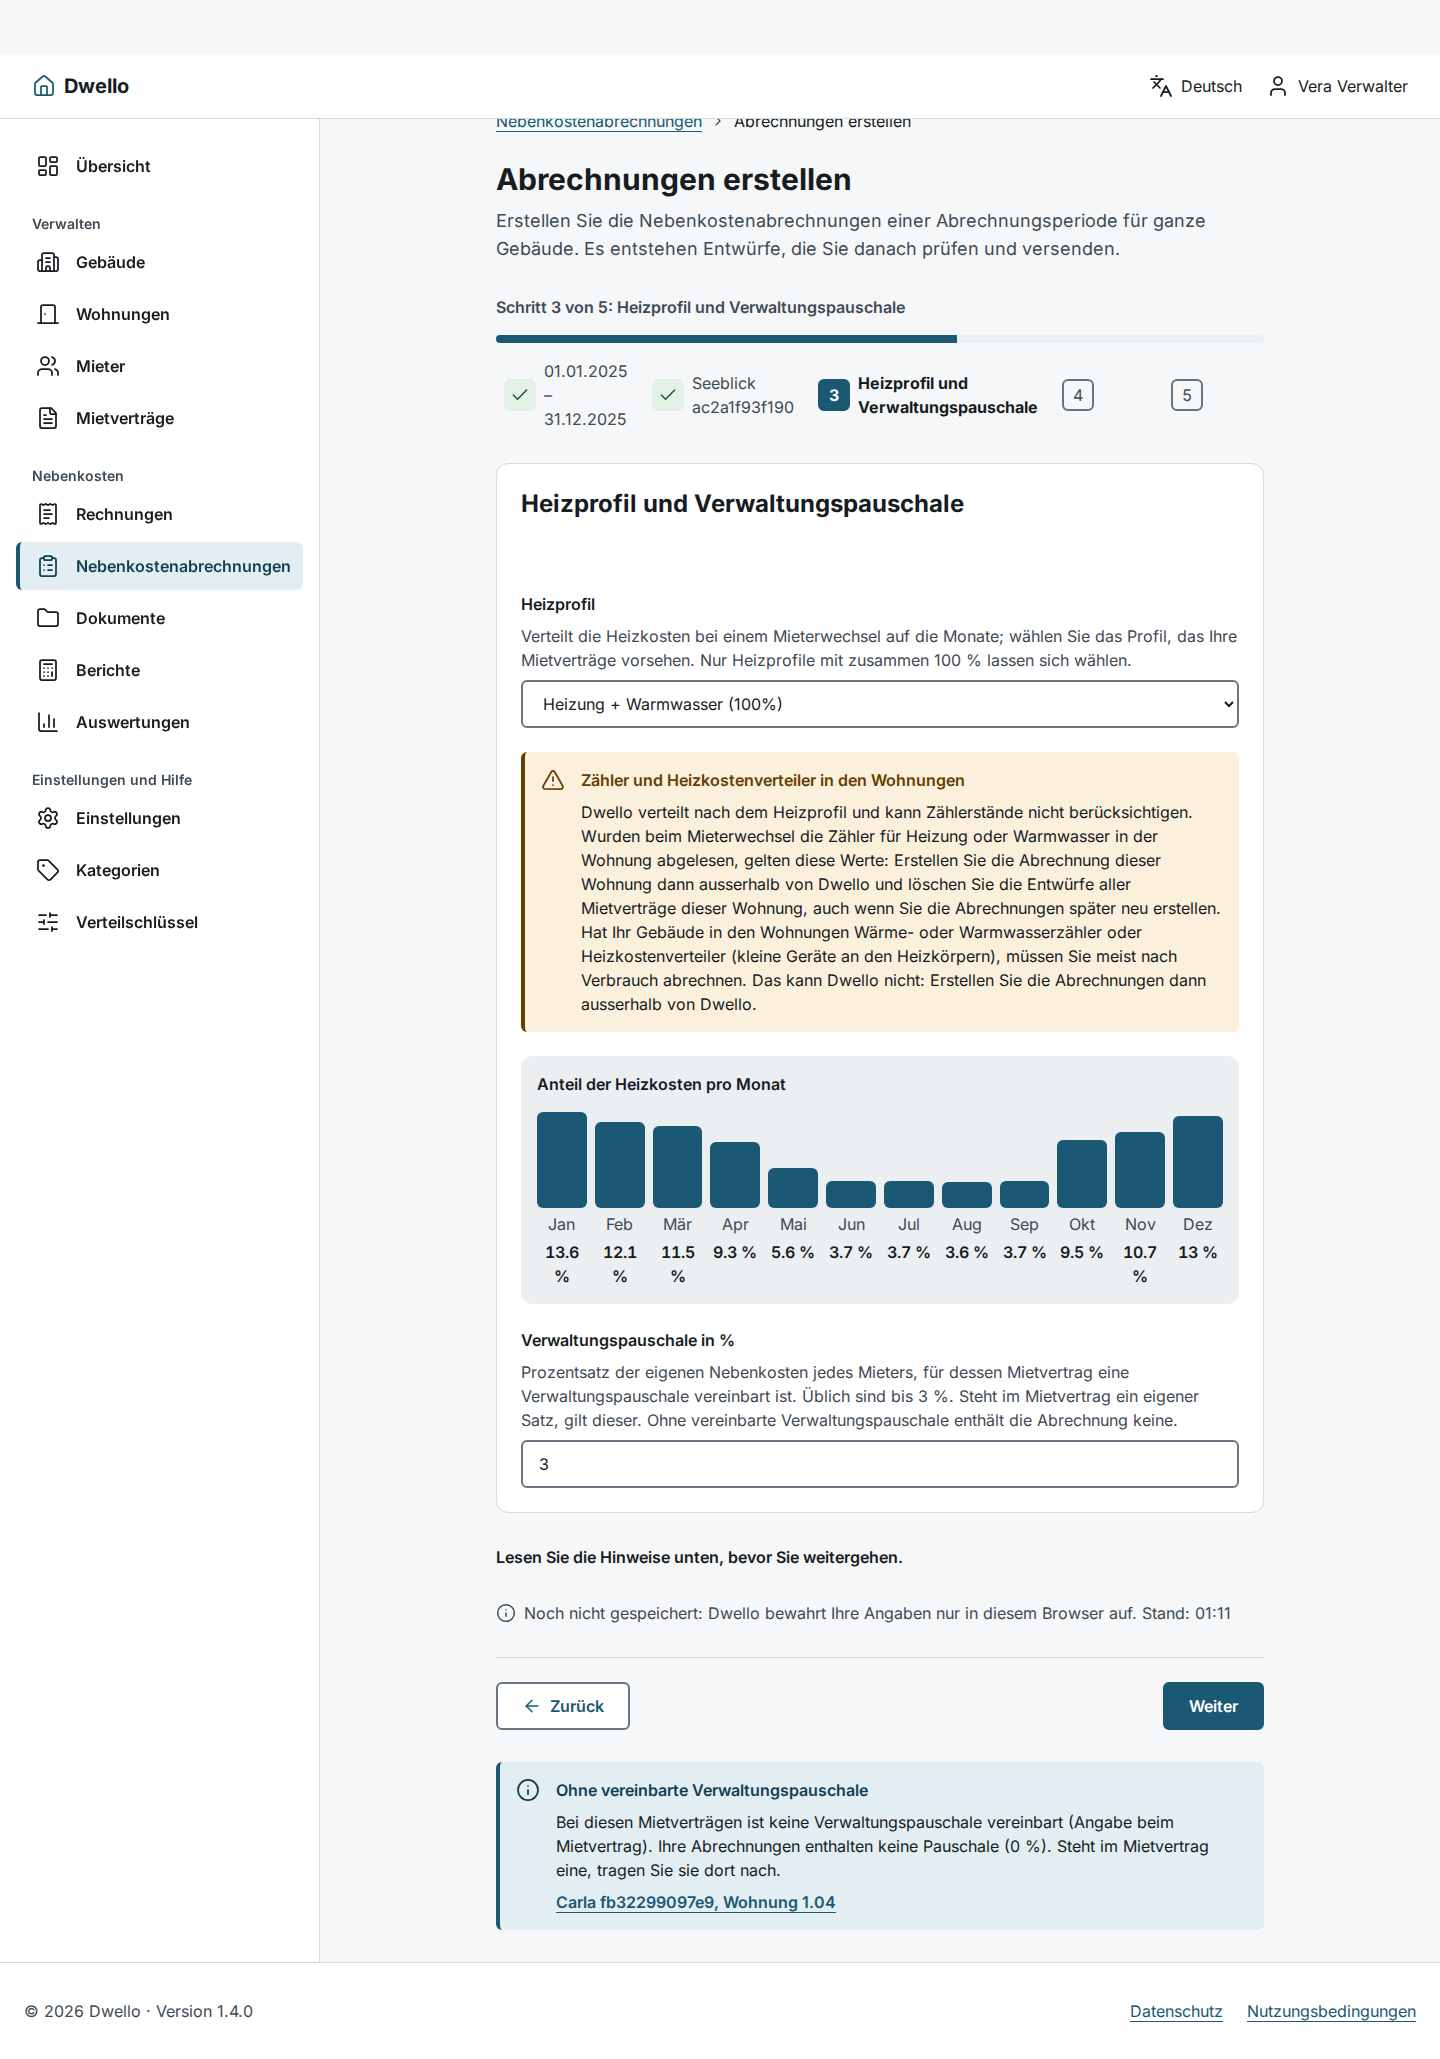 Dwello
Deutsch
Vera Verwalter
Nebenkostenabrechnungen › Abrechnungen erstellen
Übersicht
Verwalten
Gebäude
Wohnungen
Mieter
Mietverträge
Nebenkosten
Rechnungen
Nebenkostenabrechnungen
Dokumente
Berichte
Auswertungen
Einstellungen und Hilfe
Einstellungen
Kategorien
Verteilschlüssel
Abrechnungen erstellen
Erstellen Sie die Nebenkostenabrechnungen einer Abrechnungsperiode für ganze
Gebäude. Es entstehen Entwürfe, die Sie danach prüfen und versenden.
Schritt 3 von 5: Heizprofil und Verwaltungspauschale
01.01.2025
–
31.12.2025
Seeblick
ac2a1f93f190
3
Heizprofil und
Verwaltungspauschale
4
5
Heizprofil und Verwaltungspauschale
Heizprofil
Verteilt die Heizkosten bei einem Mieterwechsel auf die Monate; wählen Sie das Profil, das Ihre
Mietverträge vorsehen. Nur Heizprofile mit zusammen 100 % lassen sich wählen.
Heizung + Warmwasser (100%)
Zähler und Heizkostenverteiler in den Wohnungen
Dwello verteilt nach dem Heizprofil und kann Zählerstände nicht berücksichtigen.
Wurden beim Mieterwechsel die Zähler für Heizung oder Warmwasser in der
Wohnung abgelesen, gelten diese Werte: Erstellen Sie die Abrechnung dieser
Wohnung dann ausserhalb von Dwello und löschen Sie die Entwürfe aller
Mietverträge dieser Wohnung, auch wenn Sie die Abrechnungen später neu erstellen.
Hat Ihr Gebäude in den Wohnungen Wärme- oder Warmwasserzähler oder
Heizkostenverteiler (kleine Geräte an den Heizkörpern), müssen Sie meist nach
Verbrauch abrechnen. Das kann Dwello nicht: Erstellen Sie die Abrechnungen dann
ausserhalb von Dwello.
Anteil der Heizkosten pro Monat
Jan Feb Mär Apr Mai Jun Jul Aug Sep Okt Nov Dez
13.6 % 12.1 % 11.5 % 9.3 % 5.6 % 3.7 % 3.7 % 3.6 % 3.7 % 9.5 % 10.7 % 13 %
Verwaltungspauschale in %
Prozentsatz der eigenen Nebenkosten jedes Mieters, für dessen Mietvertrag eine
Verwaltungspauschale vereinbart ist. Üblich sind bis 3 %. Steht im Mietvertrag ein eigener
Satz, gilt dieser. Ohne vereinbarte Verwaltungspauschale enthält die Abrechnung keine.
3
Lesen Sie die Hinweise unten, bevor Sie weitergehen.
Noch nicht gespeichert: Dwello bewahrt Ihre Angaben nur in diesem Browser auf. Stand: 01:11
Zurück
Weiter
Ohne vereinbarte Verwaltungspauschale
Bei diesen Mietverträgen ist keine Verwaltungspauschale vereinbart (Angabe beim
Mietvertrag). Ihre Abrechnungen enthalten keine Pauschale (0 %). Steht im Mietvertrag
eine, tragen Sie sie dort nach.
Carla fb32299097e9, Wohnung 1.04
© 2026 Dwello · Version 1.4.0
Datenschutz
Nutzungsbedingungen